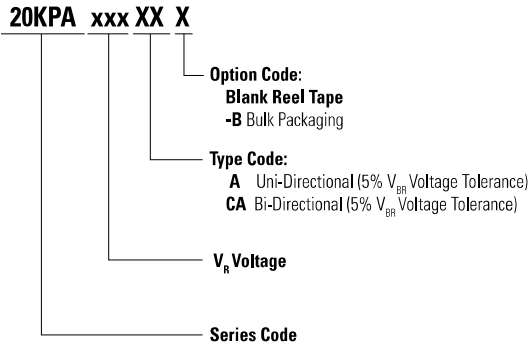 20KPA xxx XX X
Option Code:
Blank Reel Tape
-B Bulk Packaging
Type Code:
A Uni-Directional (5% VBR Voltage Tolerance)
CA Bi-Directional (5% VBR Voltage Tolerance)
VR Voltage
Series Code